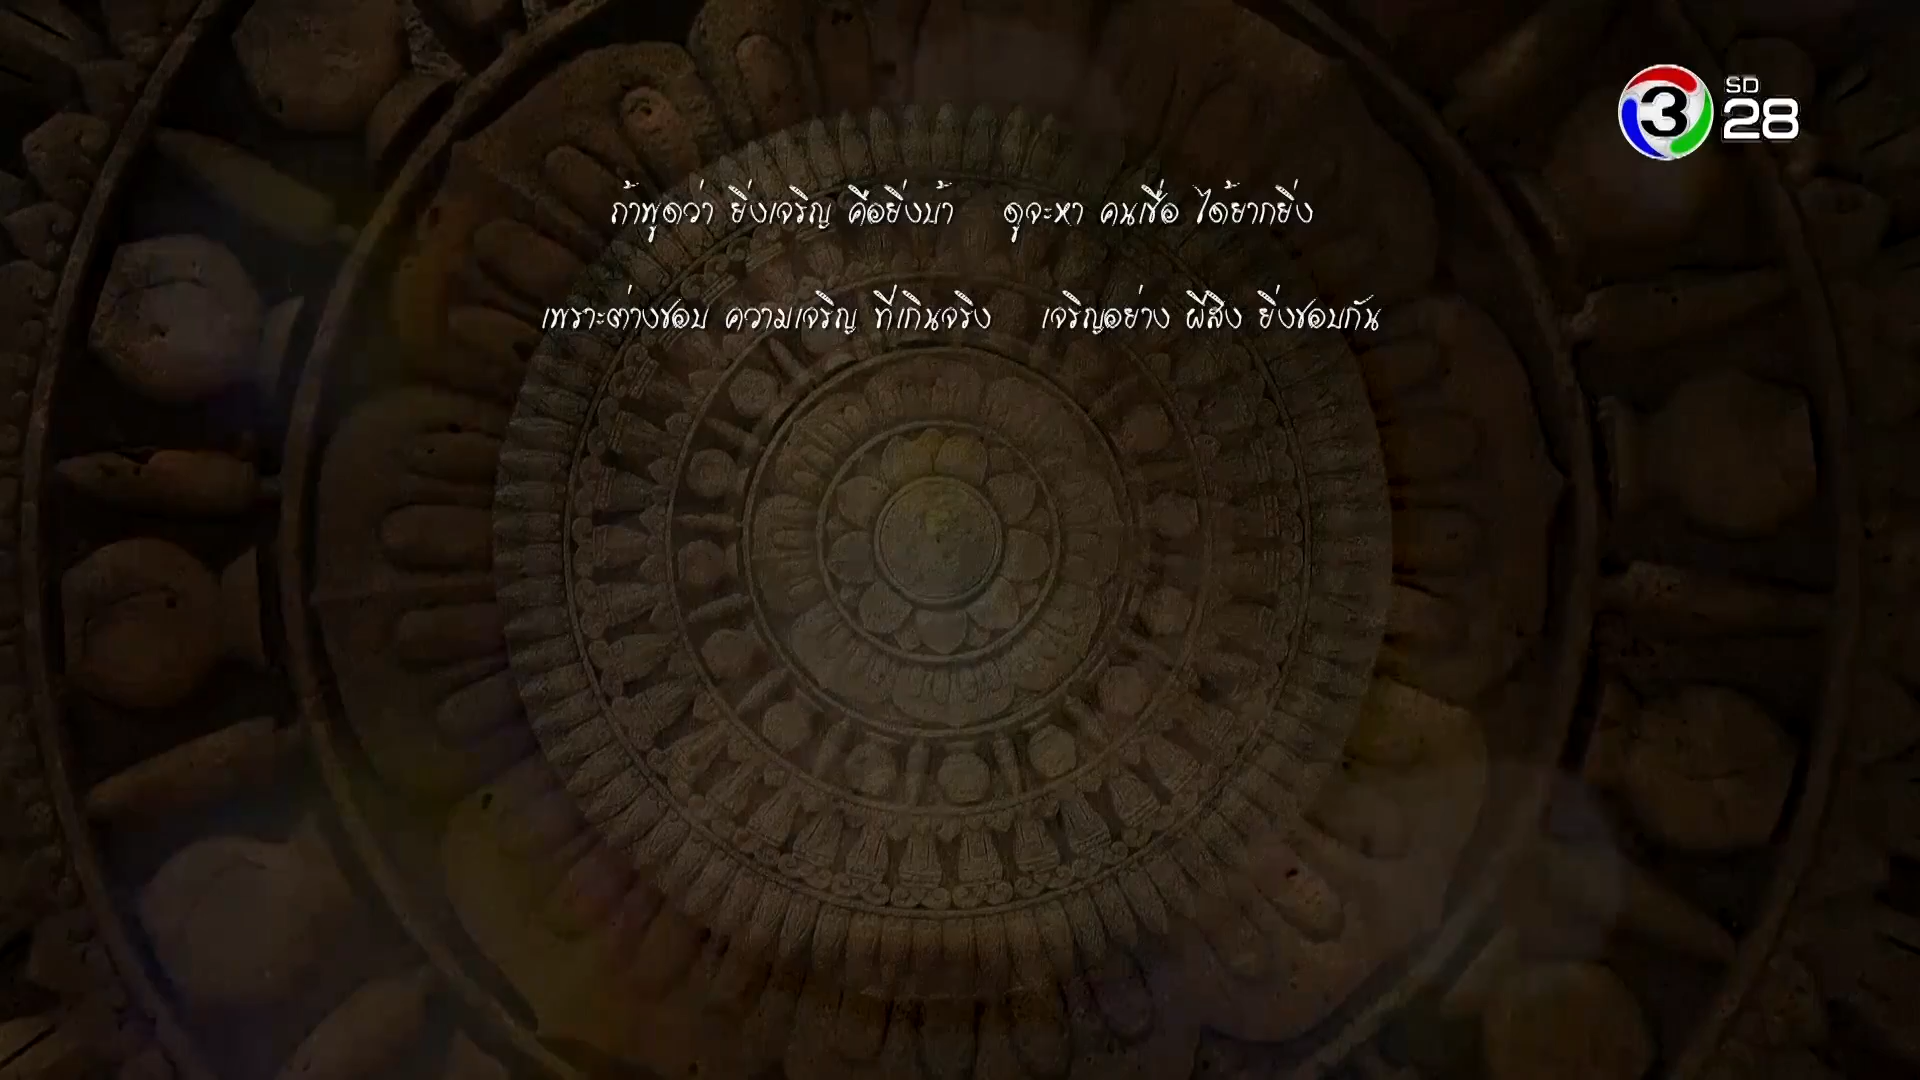 3 SD 28
ถ้าพูดว่า ยิ่งเจริญ คือยิ่งบ้า ดูจะหา คนเชื่อ ได้ยากยิ่ง
เพราะต่างชอบ ความเจริญ ที่เกินจริง เจริญอย่าง ผีสิง ยิ่งชอบกัน